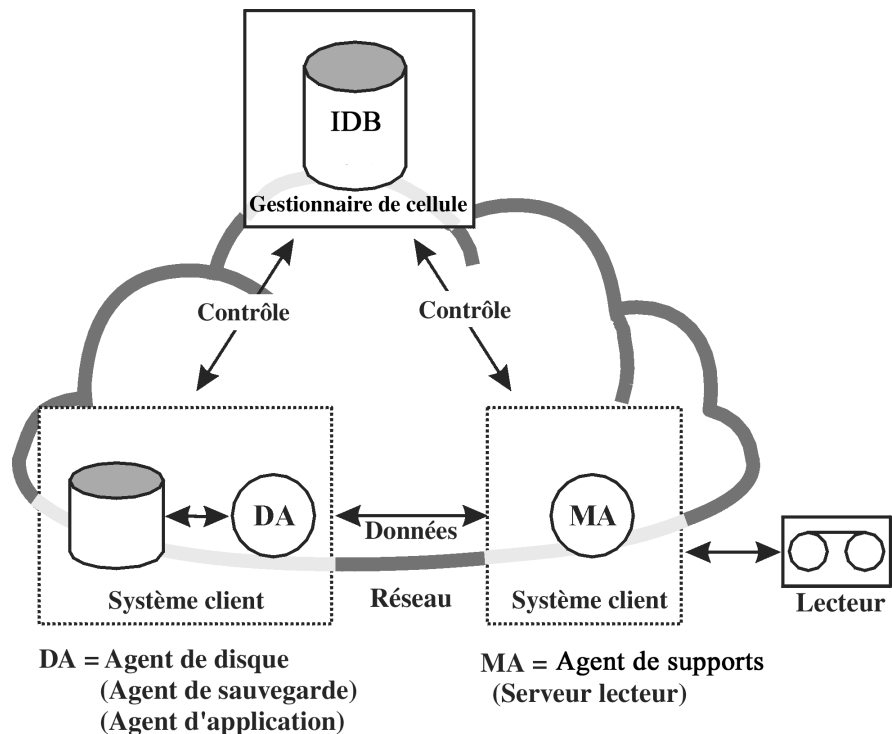 IDB
Gestionnaire de cellule
Contrôle
Contrôle
DA
Données
MA
Système client
Réseau
Système client
Lecteur
DA = Agent de disque
(Agent de sauvegarde)
(Agent d'application)
MA = Agent de supports
(Serveur lecteur)